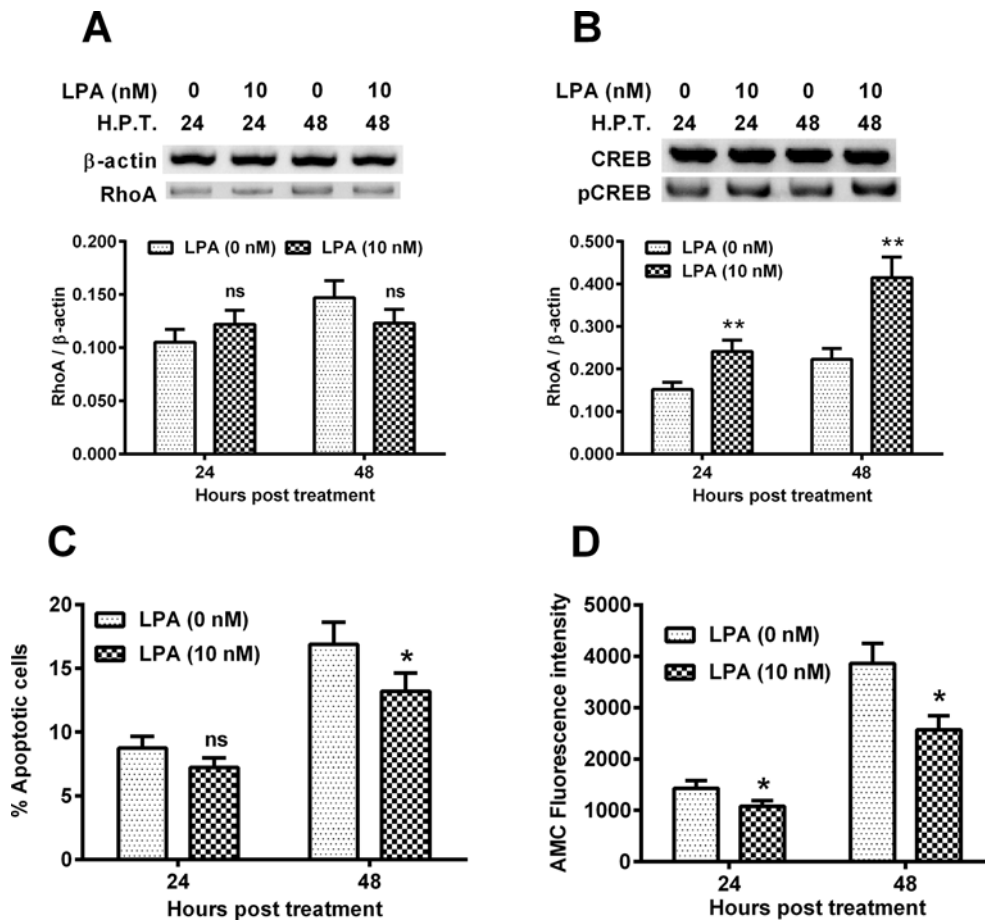 A
LPA (nM) 0 10 0 10
H.P.T. 24 24 48 48
β-actin
RhoA
0.200
0.150
0.100
0.050
0.000
RhoA / β-actin
LPA (0 nM) LPA (10 nM)
ns
ns
24 48
Hours post treatment
B
LPA (nM) 0 10 0 10
H.P.T. 24 24 48 48
CREB
pCREB
0.500
0.400
0.300
0.200
0.100
0.000
RhoA / β-actin
LPA (0 nM)
LPA (10 nM)
**
**
24 48
Hours post treatment
C
20
15
10
5
0
% Apoptotic cells
LPA (0 nM)
LPA (10 nM)
ns
*
24 48
Hours post treatment
D
5000
4000
3000
2000
1000
0
AMC Fluorescence intensity
LPA (0 nM)
LPA (10 nM)
*
*
24 48
Hours post treatment